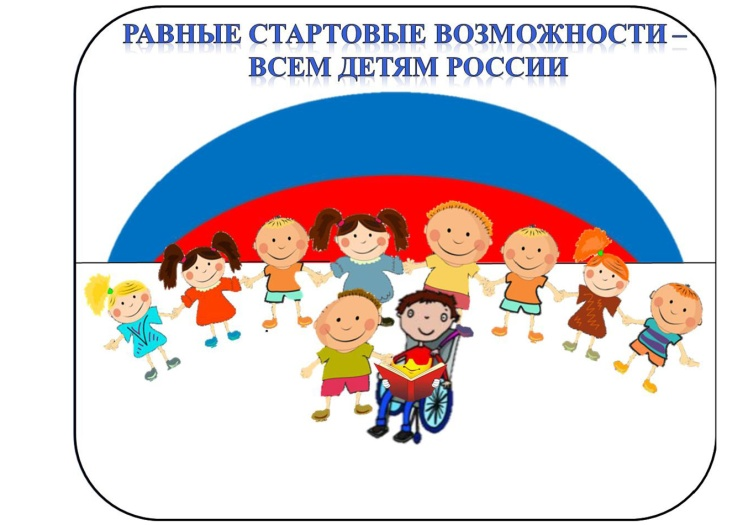 РАВНЫЕ СТАРТОВЫЕ ВОЗМОЖНОСТИ –
ВСЕМ ДЕТЯМ РОССИИ